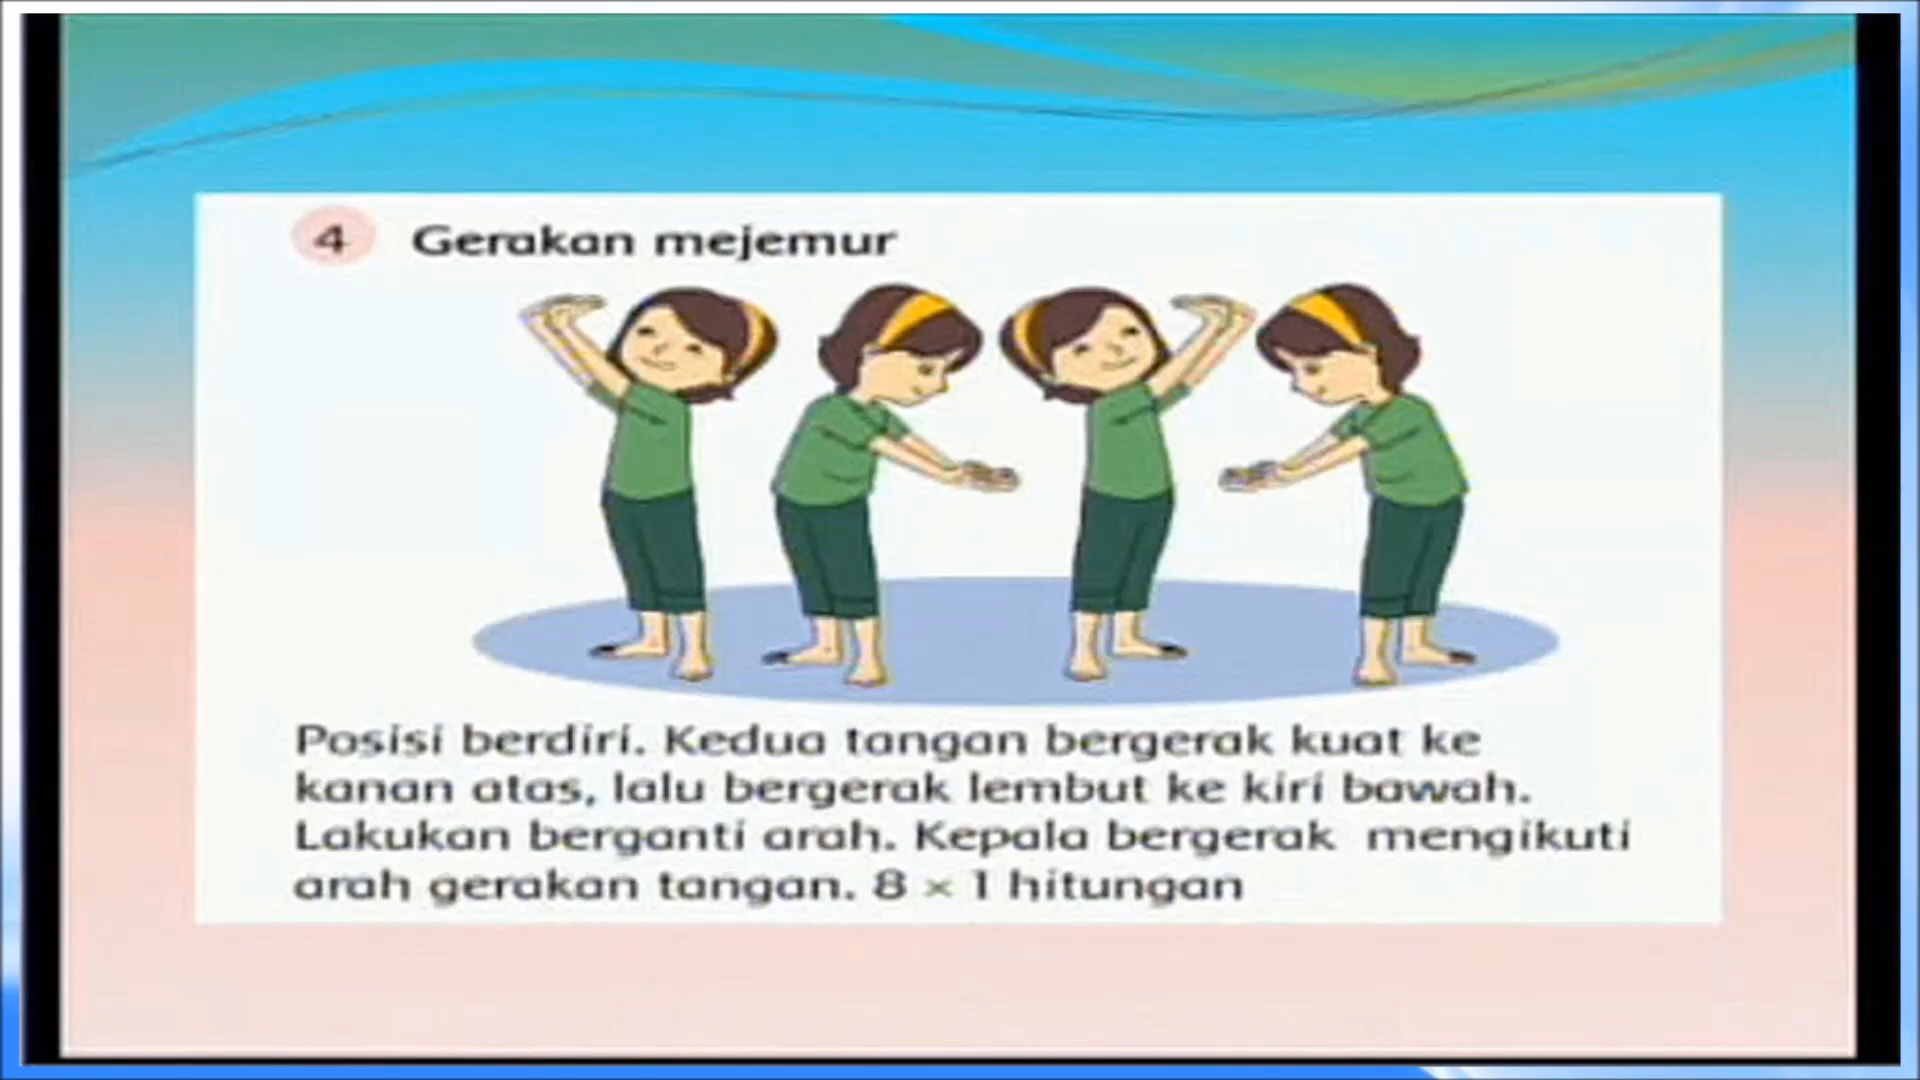 4 Gerakan mejemur
Posisi berdiri. Kedua tangan bergerak kuat ke
kanan atas, lalu bergerak lembut ke kiri bawah.
Lakukan berganti arah. Kepala bergerak mengikuti
arah gerakan tangan. 8 × 1 hitungan